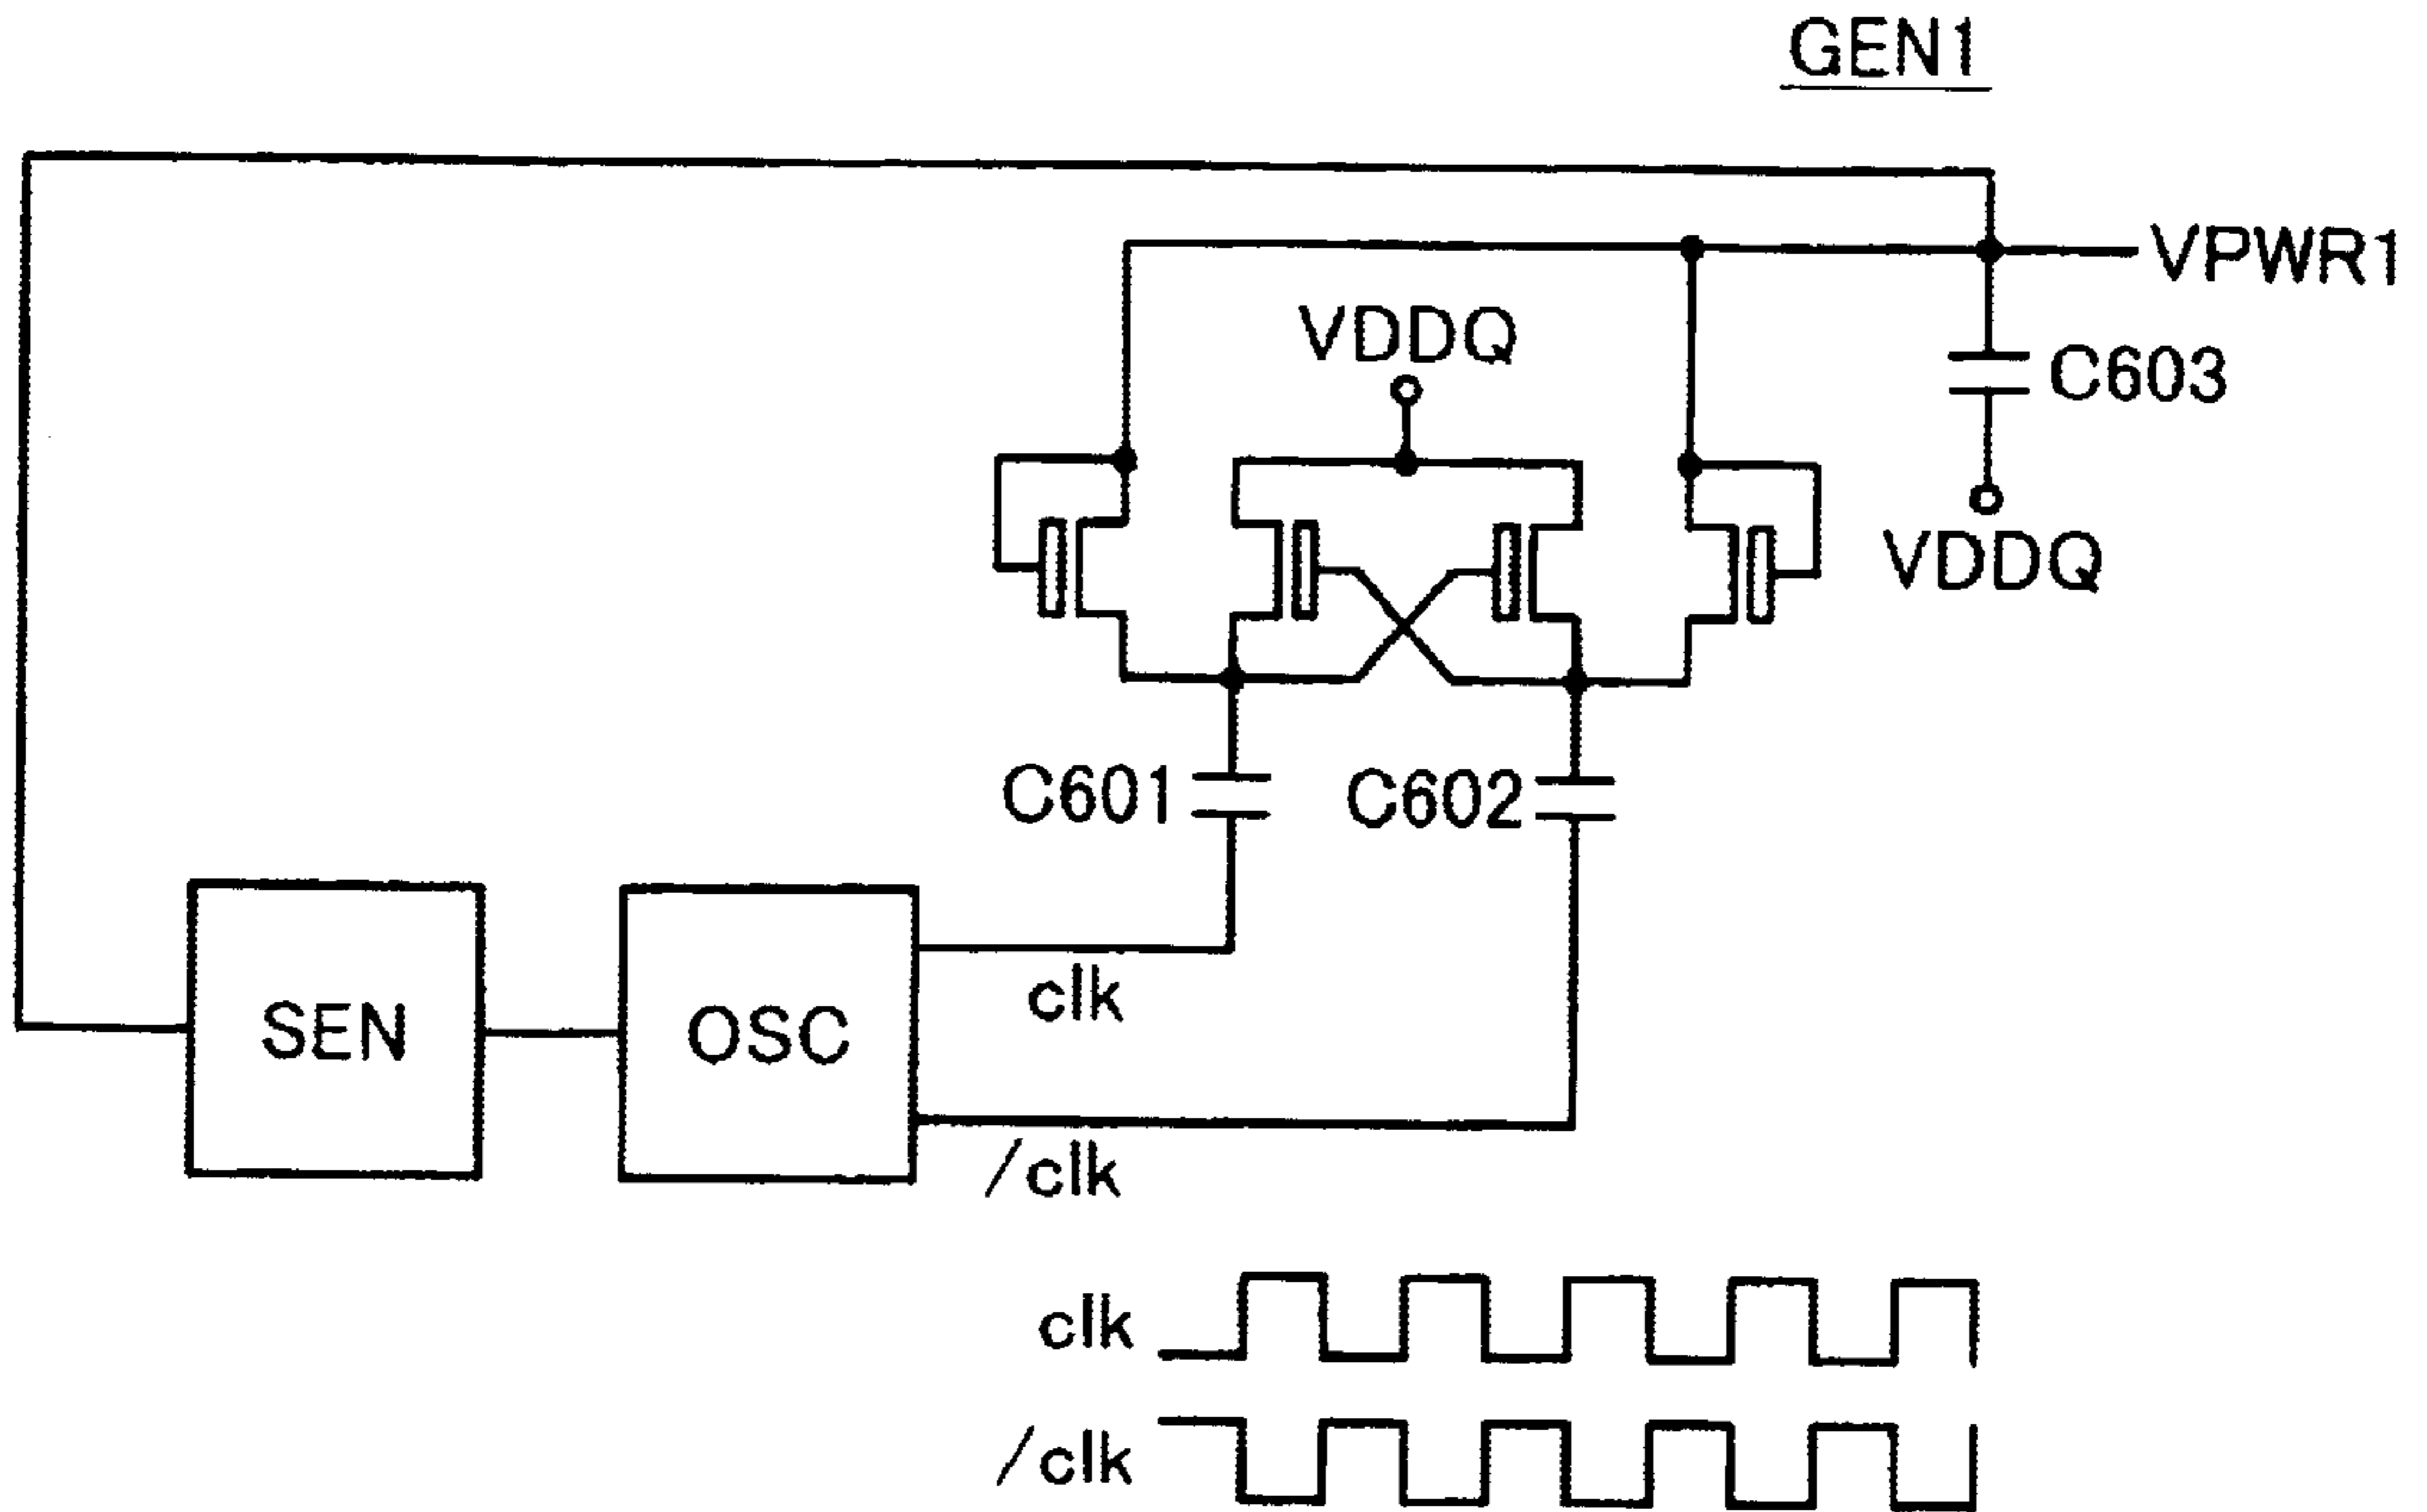 GEN1
VPWR1
VDDQ
C603
VDDQ
C601
C602
SEN
OSC
clk
/clk
clk
/clk